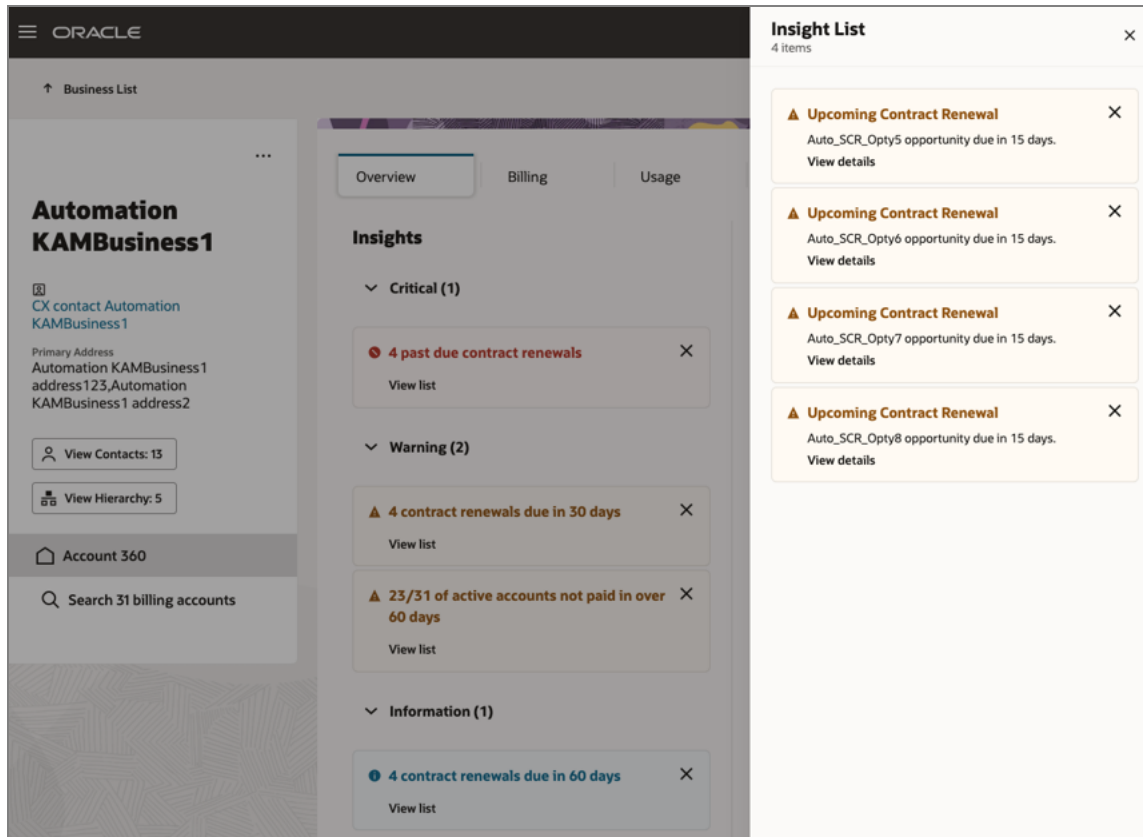 ORACLE
Business List
...
Automation
KAMBusiness1
CX contact Automation
KAMBusiness1
Primary Address
Automation KAMBusiness1
address123,Automation
KAMBusiness1 address2
View Contacts: 13
View Hierarchy: 5
Account 360
Search 31 billing accounts
Overview
Billing
Usage
Insights
Critical (1)
4 past due contract renewals
View list
Warning (2)
4 contract renewals due in 30 days
View list
23/31 of active accounts not paid in over
60 days
View list
Information (1)
4 contract renewals due in 60 days
View list
Insight List
4 items
Upcoming Contract Renewal
Auto_SCR_Opty5 opportunity due in 15 days.
View details
Upcoming Contract Renewal
Auto_SCR_Opty6 opportunity due in 15 days.
View details
Upcoming Contract Renewal
Auto_SCR_Opty7 opportunity due in 15 days.
View details
Upcoming Contract Renewal
Auto_SCR_Opty8 opportunity due in 15 days.
View details